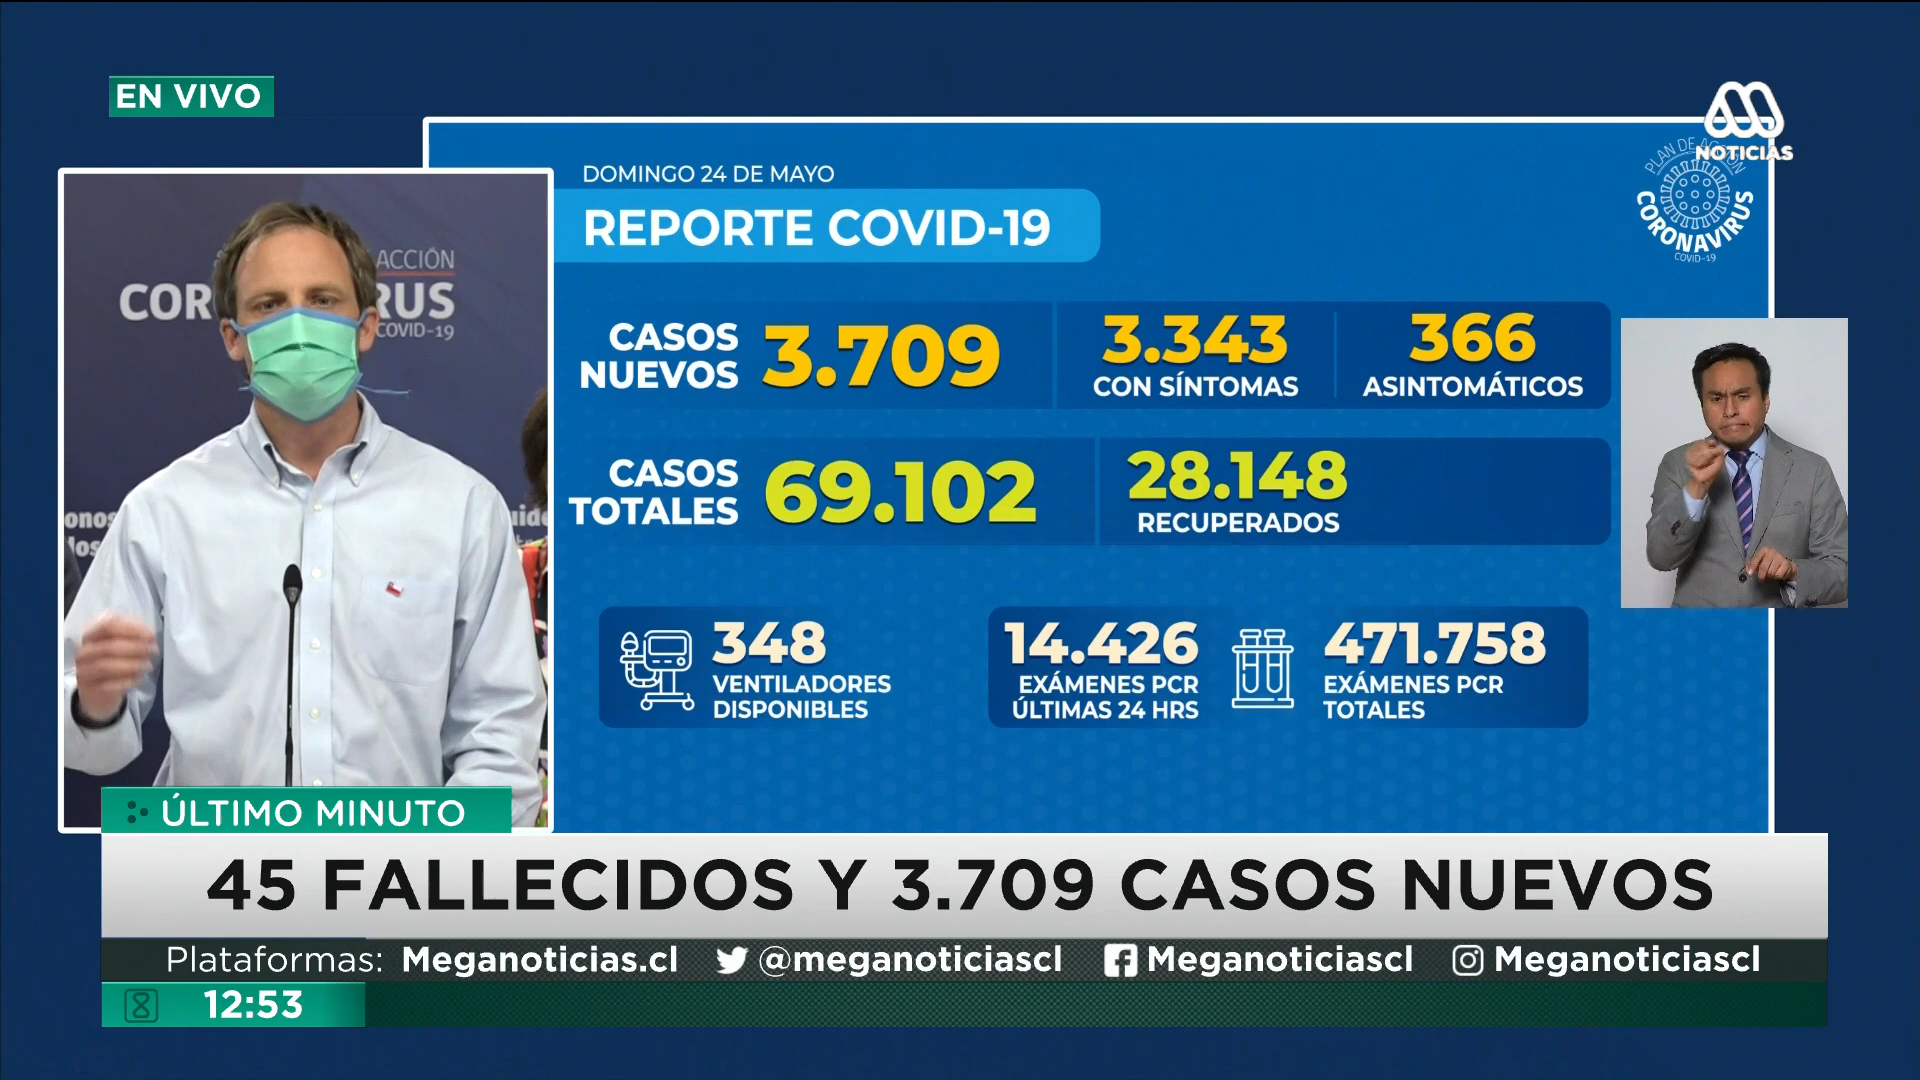 EN VIVO
NOTICIAS
PLAN DE
CORONAVIRUS
COVID-19
DOMINGO 24 DE MAYO
REPORTE COVID-19
ACCIÓN
COR RUS
COVID-19
CASOS NUEVOS
3.709
3.343
CON SÍNTOMAS
366
ASINTOMÁTICOS
CASOS TOTALES
69.102
28.148
RECUPERADOS
348
VENTILADORES
DISPONIBLES
14.426
EXÁMENES PCR
ÚLTIMAS 24 HRS
471.758
EXÁMENES PCR
TOTALES
ÚLTIMO MINUTO
45 FALLECIDOS Y 3.709 CASOS NUEVOS
Plataformas: Meganoticias.cl @meganoticiascl Meganoticiascl Meganoticiascl
12:53